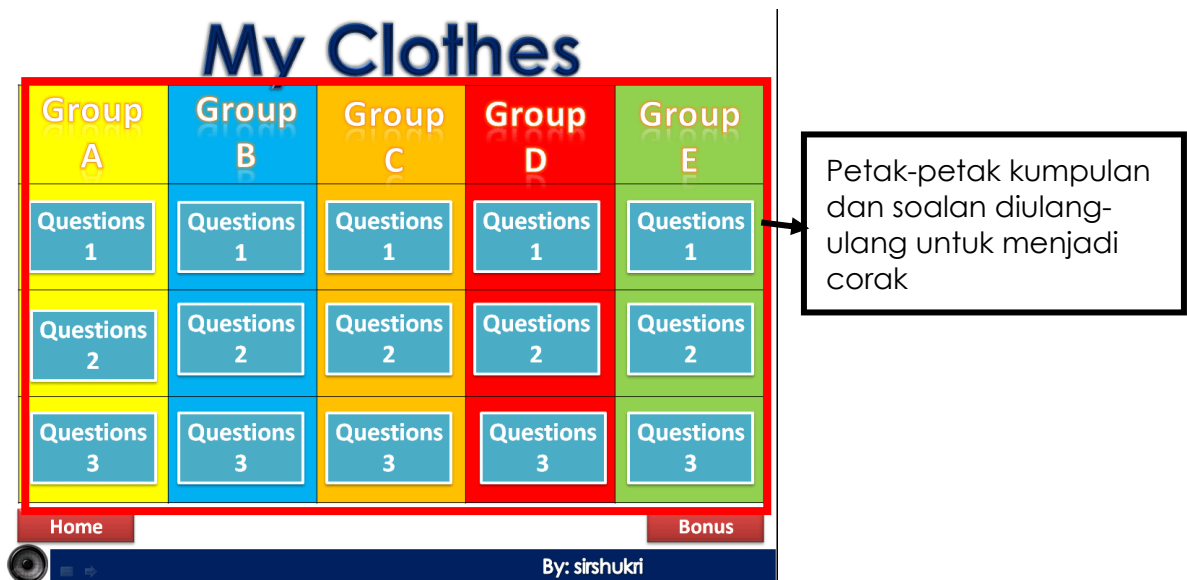 My Clothes
Group
A
Group
B
Group
C
Group
D
Group
E
Questions
1
Questions
1
Questions
1
Questions
1
Questions
1
Questions
2
Questions
2
Questions
2
Questions
2
Questions
2
Questions
3
Questions
3
Questions
3
Questions
3
Questions
3
Home
Bonus
By: sirshukri
Petak-petak kumpulan
dan soalan diulang-
ulang untuk menjadi
corak